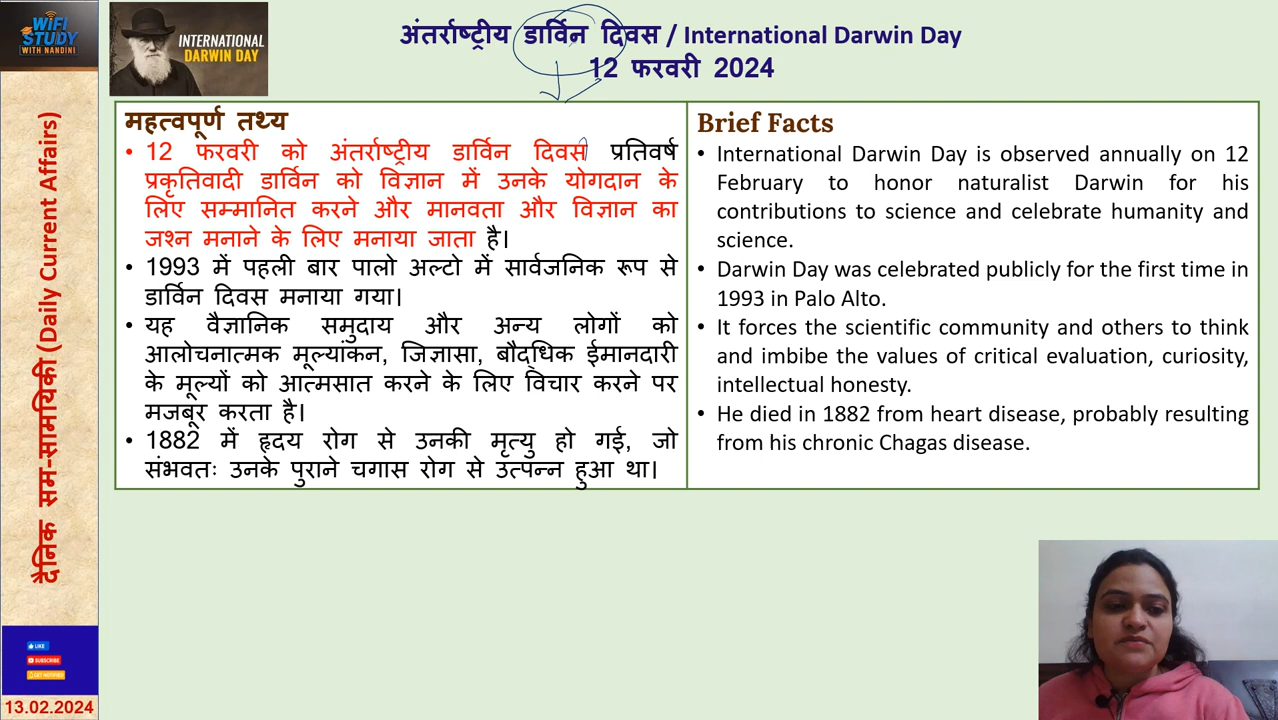 WiFi
STUDY
WITH NANDINI
INTERNATIONAL
DARWIN DAY
अंतर्राष्ट्रीय डार्विन दिवस / International Darwin Day
12 फरवरी 2024
दैनिक सम-सामयिकी (Daily Current Affairs)
महत्वपूर्ण तथ्य
• 12 फरवरी को अंतर्राष्ट्रीय डार्विन दिवस प्रतिवर्ष
प्रकृतिवादी डार्विन को विज्ञान में उनके योगदान के
लिए सम्मानित करने और मानवता और विज्ञान का
जश्न मनाने के लिए मनाया जाता है।
• 1993 में पहली बार पालो अल्टो में सार्वजनिक रूप से
डार्विन दिवस मनाया गया।
• यह वैज्ञानिक समुदाय और अन्य लोगों को
आलोचनात्मक मूल्यांकन, जिज्ञासा, बौद्धिक ईमानदारी
के मूल्यों को आत्मसात करने के लिए विचार करने पर
मजबूर करता है।
• 1882 में हृदय रोग से उनकी मृत्यु हो गई, जो
संभवतः उनके पुराने चगास रोग से उत्पन्न हुआ था।
Brief Facts
• International Darwin Day is observed annually on 12
February to honor naturalist Darwin for his
contributions to science and celebrate humanity and
science.
• Darwin Day was celebrated publicly for the first time in
1993 in Palo Alto.
• It forces the scientific community and others to think
and imbibe the values of critical evaluation, curiosity,
intellectual honesty.
• He died in 1882 from heart disease, probably resulting
from his chronic Chagas disease.
LIKE
SUBSCRIBE
GET NOTIFIED
13.02.2024